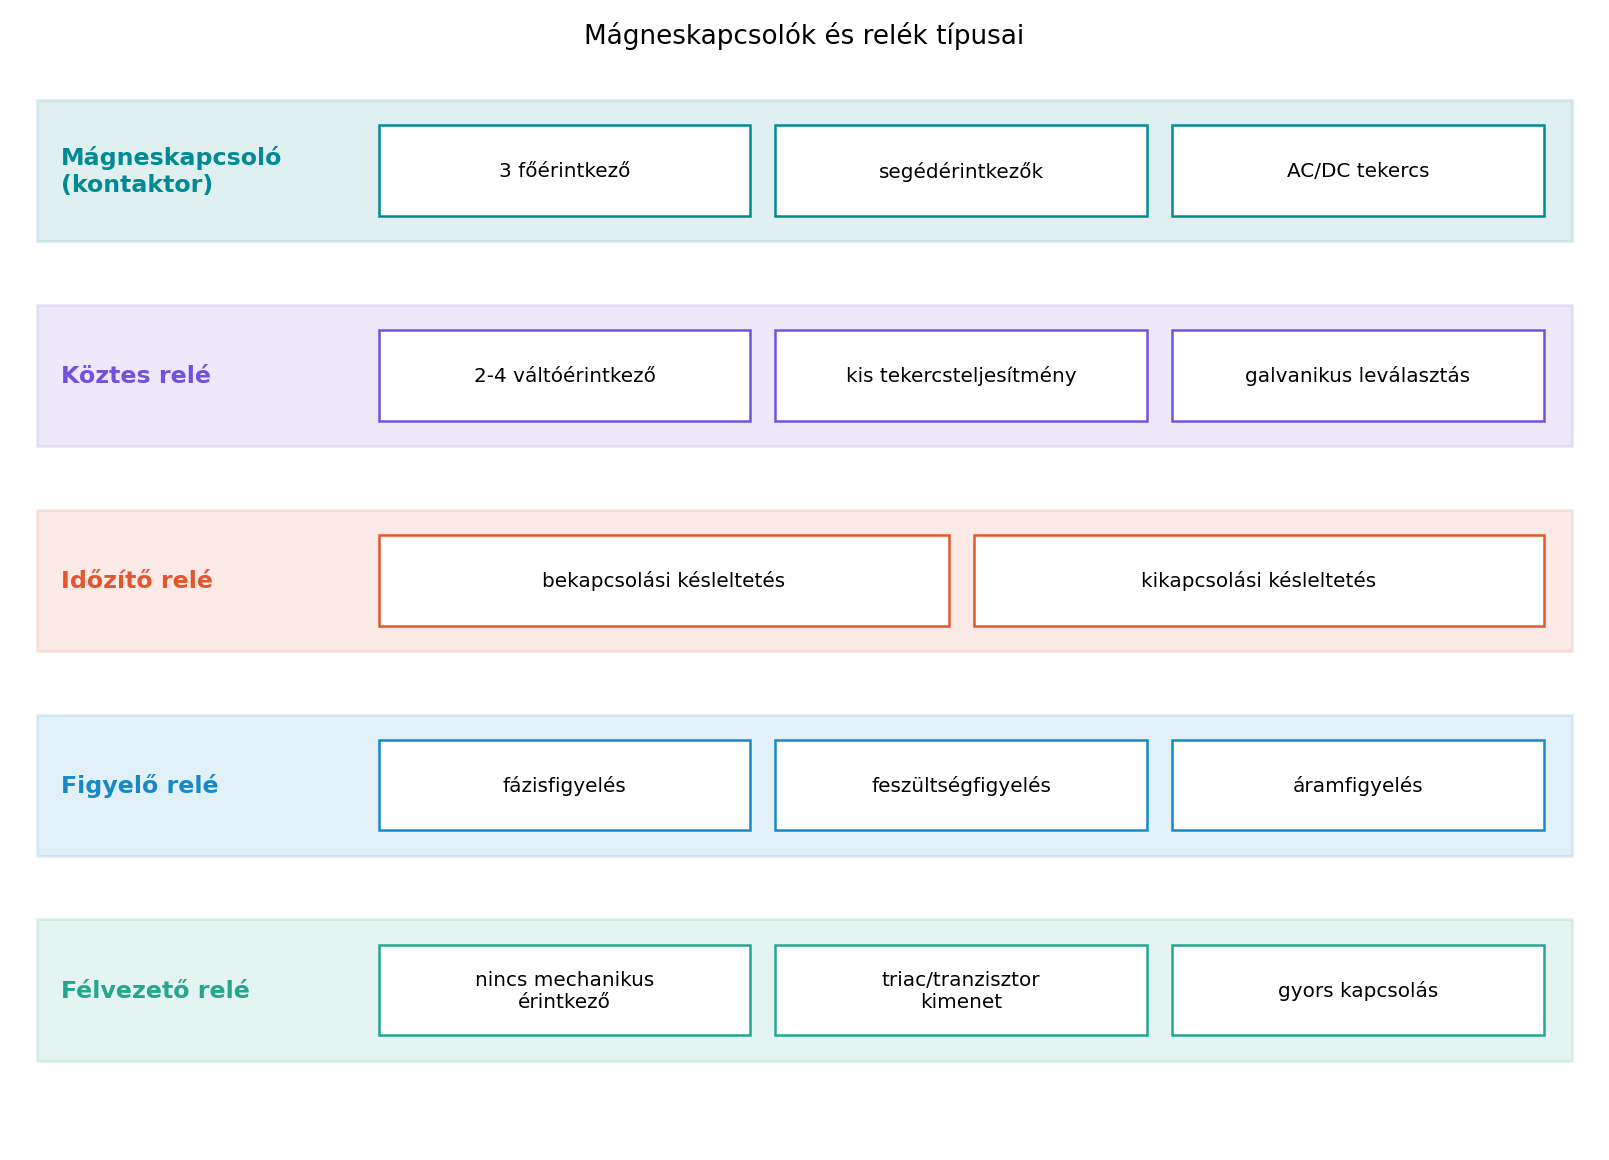 Mágneskapcsolók és relék típusai
Mágneskapcsoló
(kontaktor)
3 főérintkező
segédérintkezők
AC/DC tekercs
Köztes relé
2-4 váltóérintkező
kis tekercsteljesítmény
galvanikus leválasztás
Időzítő relé
bekapcsolási késleltetés
kikapcsolási késleltetés
Figyelő relé
fázisfigyelés
feszültségfigyelés
áramfigyelés
Félvezető relé
nincs mechanikus
érintkező
triac/tranzisztor
kimenet
gyors kapcsolás